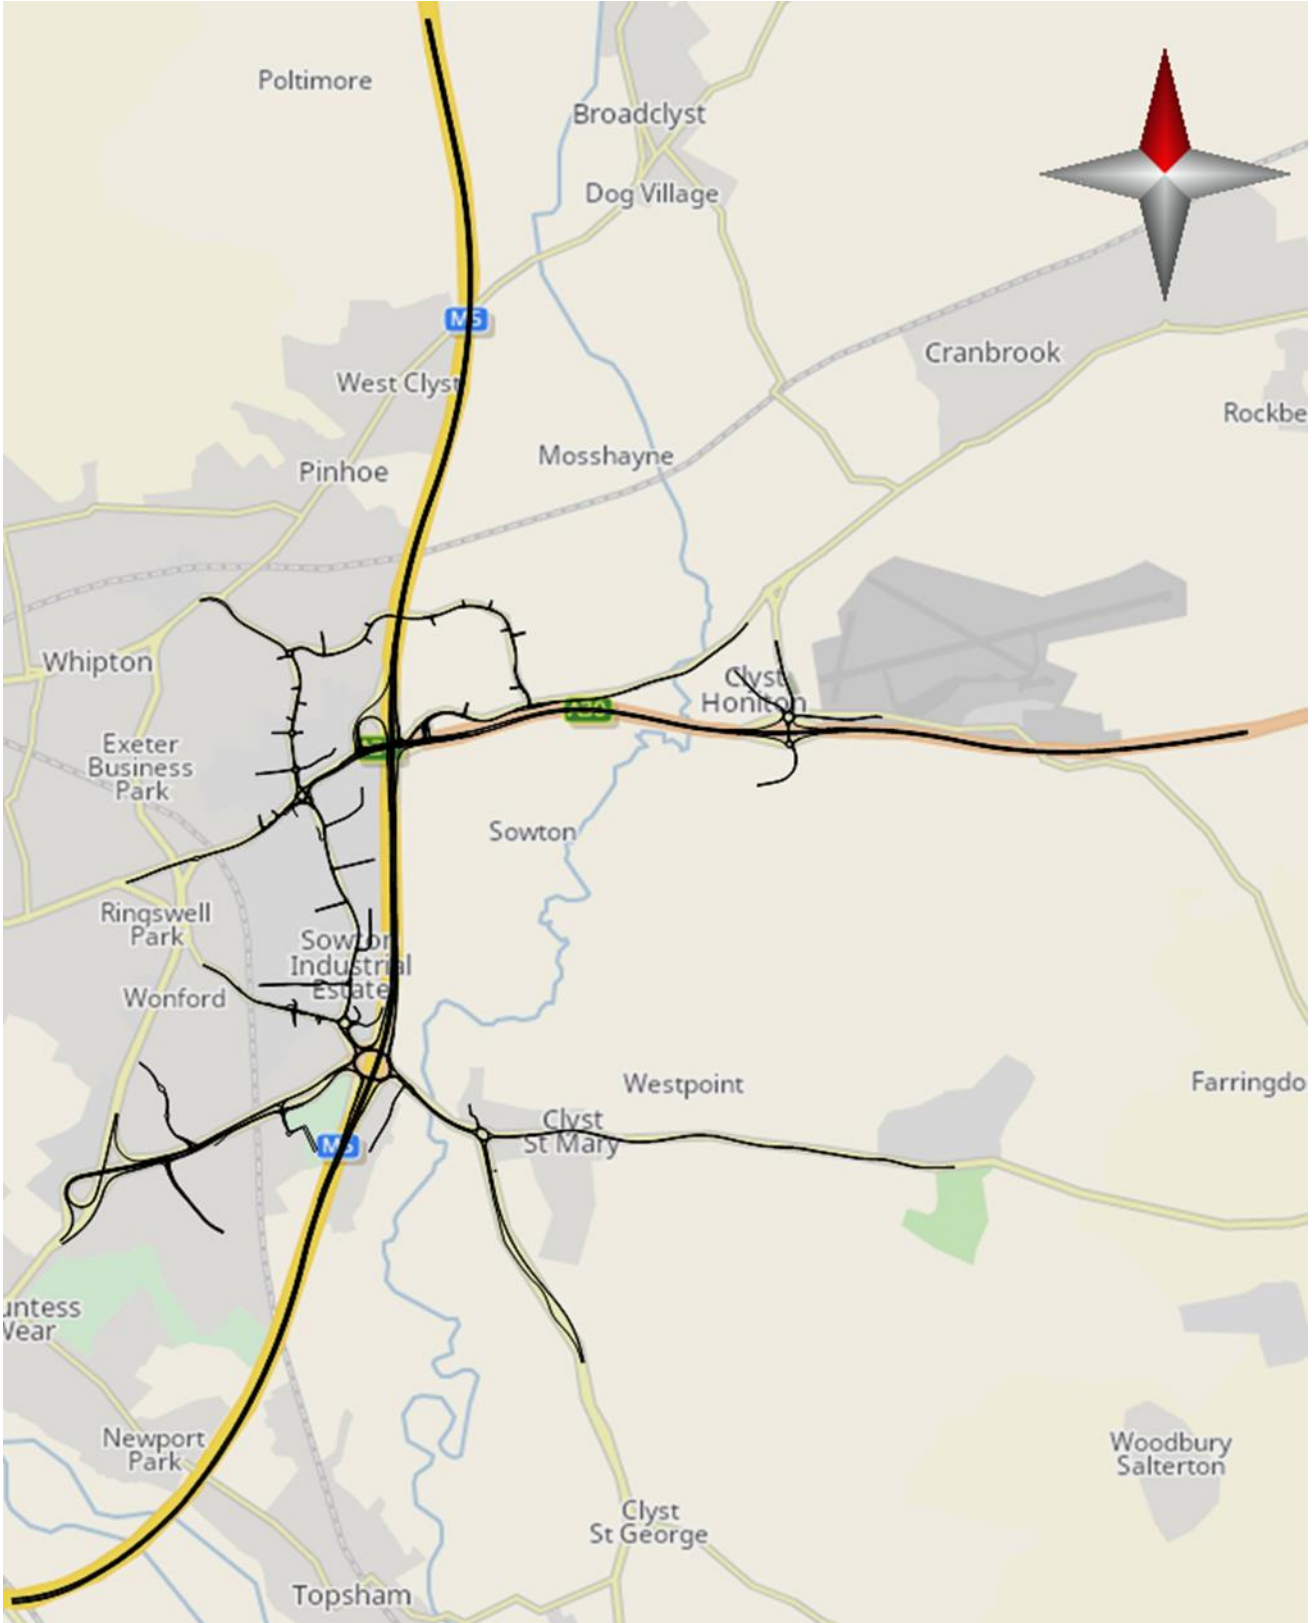 Poltimore
Broadclyst
Dog Village
M5
Cranbrook
West Clyst
Rockbe
Mosshayne
Pinhoe
Whipton
Clyst
Honiton
Exeter
Business
Park
Sowton
Ringswell
Park
Sowton
Industrial
Estate
Wonford
Westpoint
Farringdo
Clyst
St Mary
M5
untess
Wear
Newport
Park
Woodbury
Salterton
Clyst
St George
Topsham